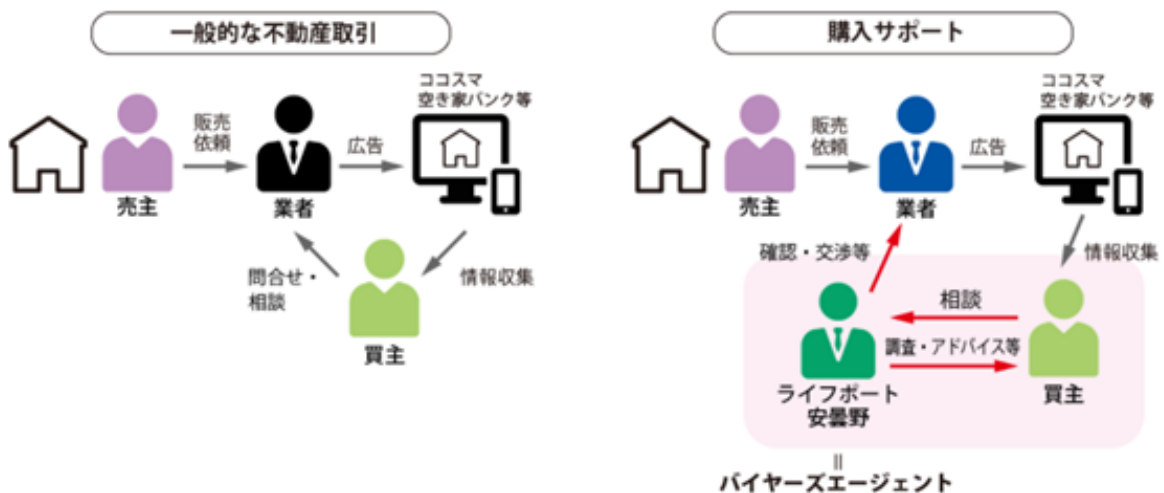 一般的な不動産取引
ココスマ
空き家バンク等
販売
依頼
広告
売主
業者
問合せ・
相談
情報収集
買主
購入サポート
ココスマ
空き家バンク等
販売
依頼
広告
売主
業者
確認・交渉等
情報収集
相談
調査・アドバイス等
ライフポート
安曇野
買主
＝
バイヤーズエージェント